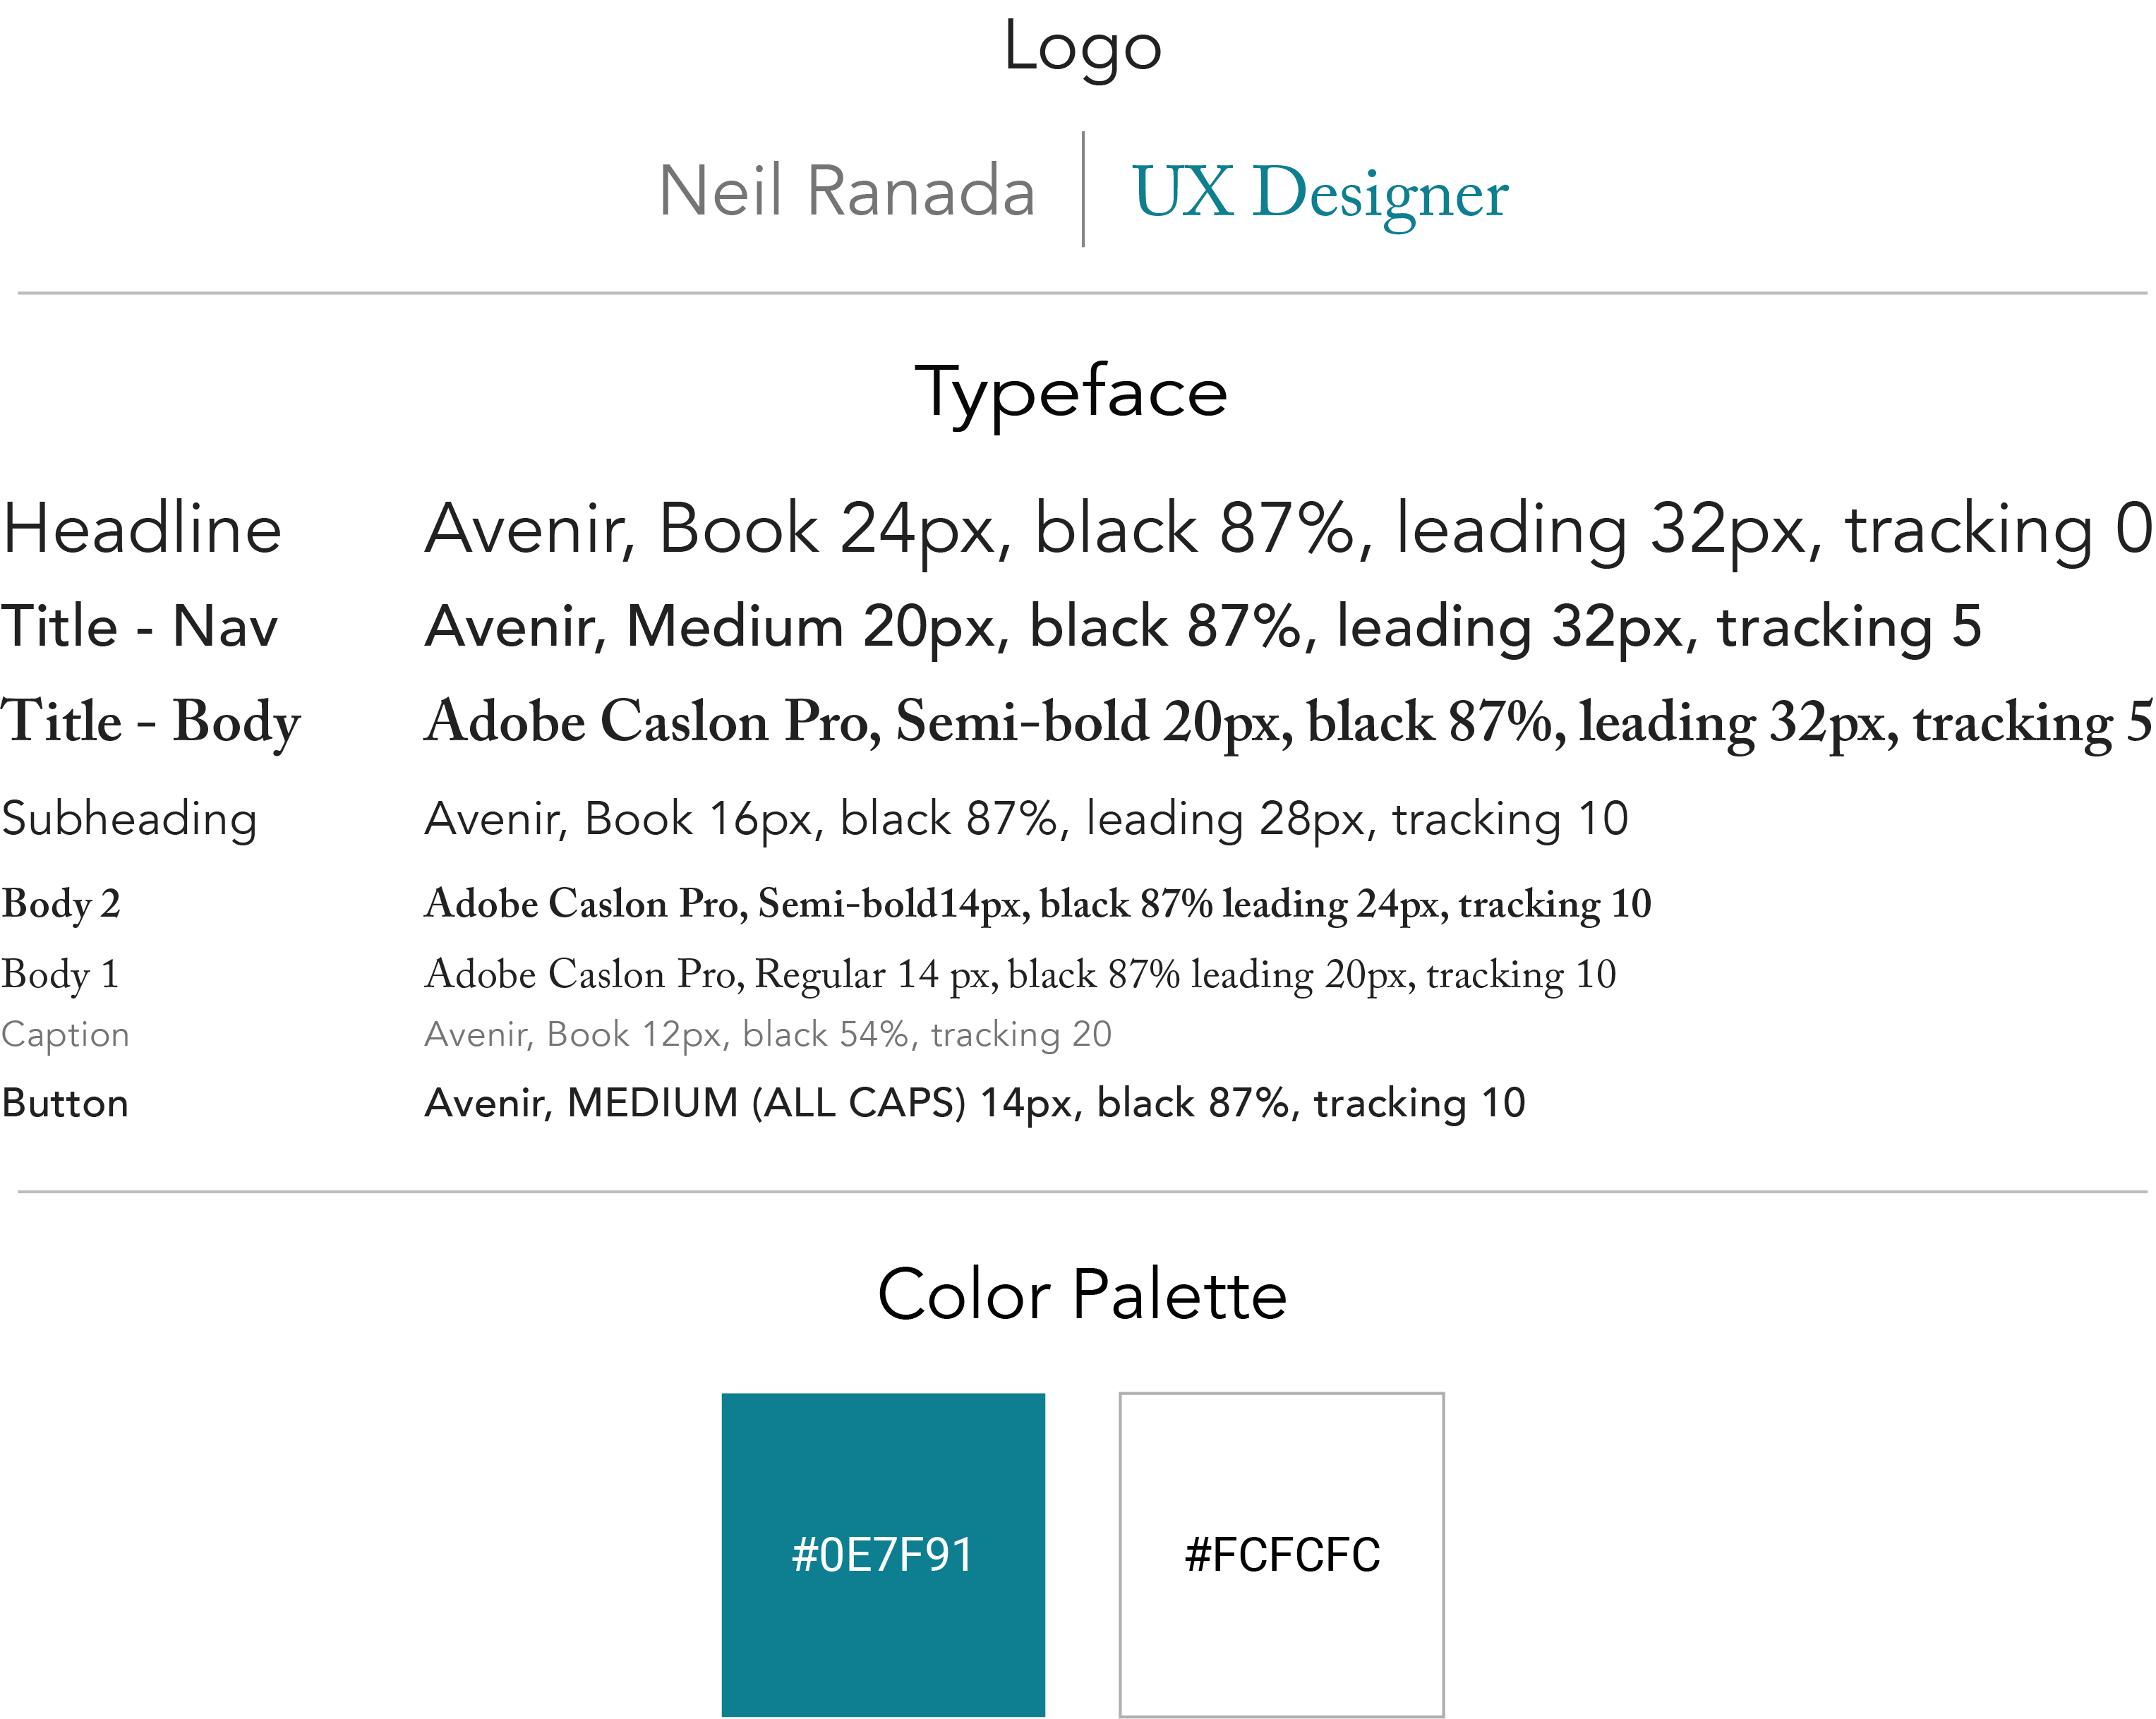 Logo
Neil Ranada | UX Designer
Typeface
Headline Avenir, Book 24px, black 87%, leading 32px, tracking 0
Title - Nav Avenir, Medium 20px, black 87%, leading 32px, tracking 5
Title - Body Adobe Caslon Pro, Semi-bold 20px, black 87%, leading 32px, tracking 5
Subheading Avenir, Book 16px, black 87%, leading 28px, tracking 10
Body 2 Adobe Caslon Pro, Semi-bold14px, black 87% leading 24px, tracking 10
Body 1 Adobe Caslon Pro, Regular 14 px, black 87% leading 20px, tracking 10
Caption Avenir, Book 12px, black 54%, tracking 20
Button Avenir, MEDIUM (ALL CAPS) 14px, black 87%, tracking 10
Color Palette
#0E7F91 #FCFCFC